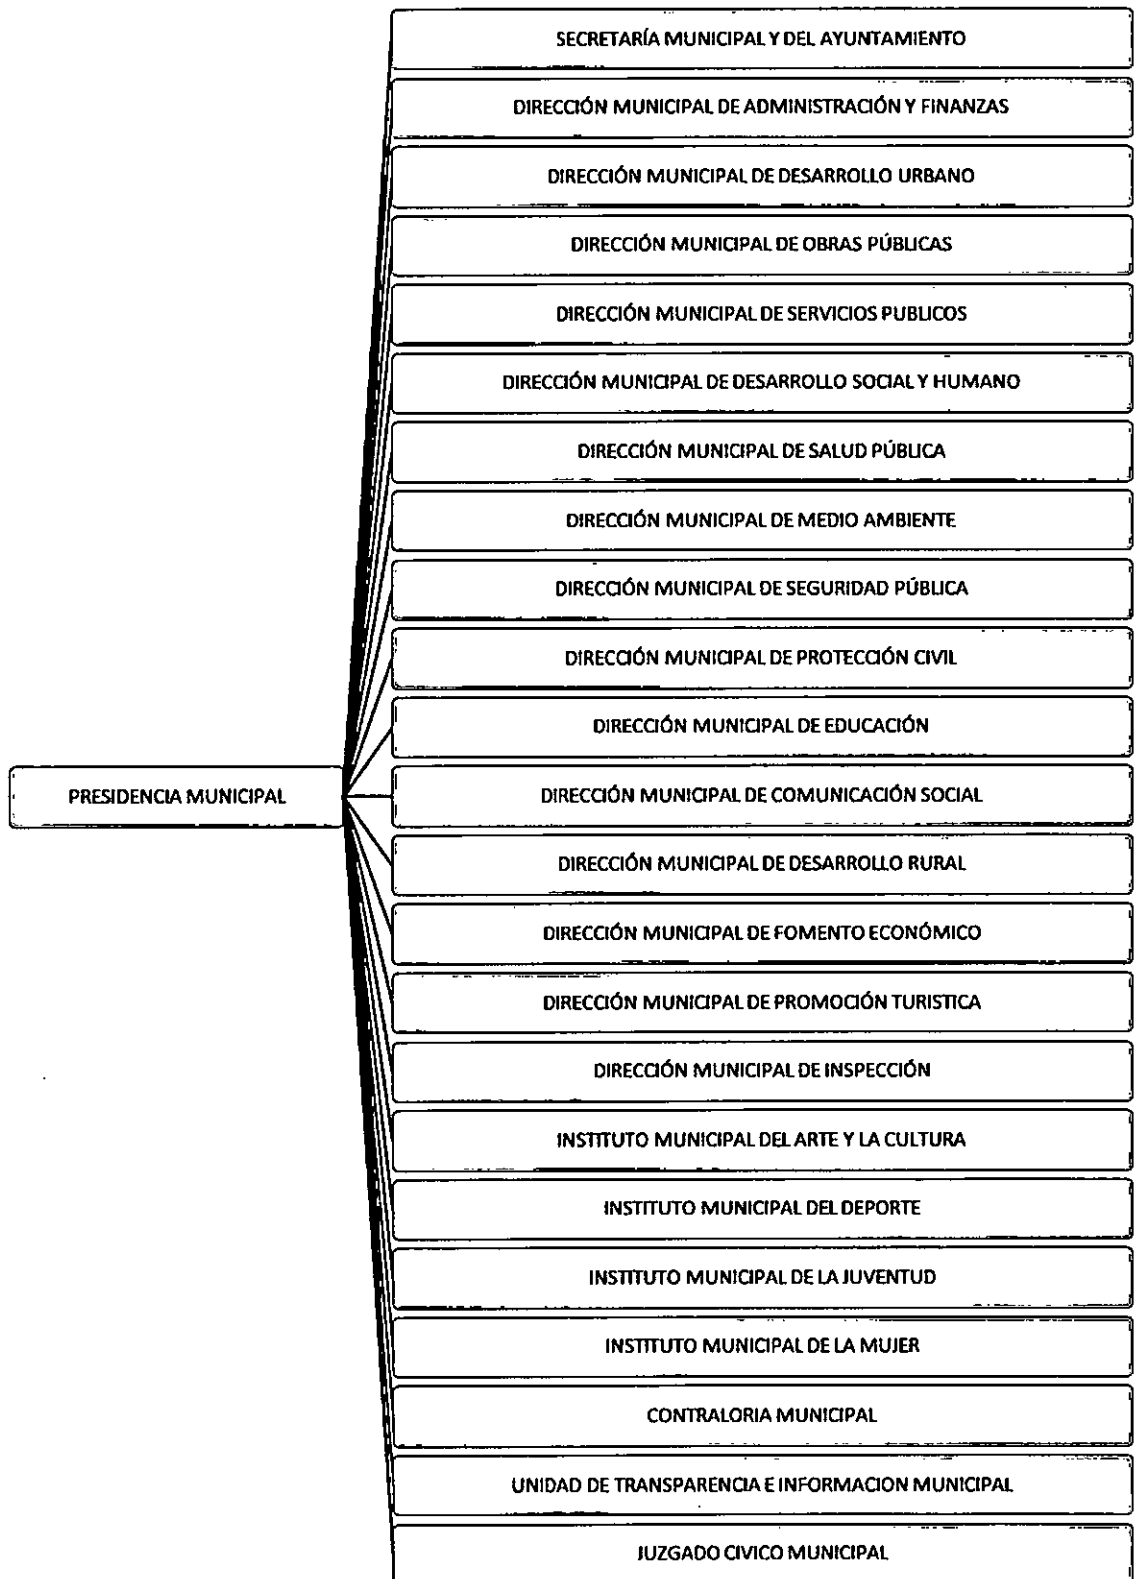 SECRETARÍA MUNICIPAL Y DEL AYUNTAMIENTO
DIRECCIÓN MUNICIPAL DE ADMINISTRACIÓN Y FINANZAS
DIRECCIÓN MUNICIPAL DE DESARROLLO URBANO
DIRECCIÓN MUNICIPAL DE OBRAS PÚBLICAS
DIRECCIÓN MUNICIPAL DE SERVICIOS PUBLICOS
DIRECCIÓN MUNICIPAL DE DESARROLLO SOCIAL Y HUMANO
DIRECCIÓN MUNICIPAL DE SALUD PÚBLICA
DIRECCIÓN MUNICIPAL DE MEDIO AMBIENTE
DIRECCIÓN MUNICIPAL DE SEGURIDAD PÚBLICA
DIRECCIÓN MUNICIPAL DE PROTECCIÓN CIVIL
DIRECCIÓN MUNICIPAL DE EDUCACIÓN
PRESIDENCIA MUNICIPAL
DIRECCIÓN MUNICIPAL DE COMUNICACIÓN SOCIAL
DIRECCIÓN MUNICIPAL DE DESARROLLO RURAL
DIRECCIÓN MUNICIPAL DE FOMENTO ECONÓMICO
DIRECCIÓN MUNICIPAL DE PROMOCIÓN TURISTICA
DIRECCIÓN MUNICIPAL DE INSPECCIÓN
INSTITUTO MUNICIPAL DEL ARTE Y LA CULTURA
INSTITUTO MUNICIPAL DEL DEPORTE
INSTITUTO MUNICIPAL DE LA JUVENTUD
INSTITUTO MUNICIPAL DE LA MUJER
CONTRALORIA MUNICIPAL
UNIDAD DE TRANSPARENCIA E INFORMACION MUNICIPAL
JUZGADO CIVICO MUNICIPAL